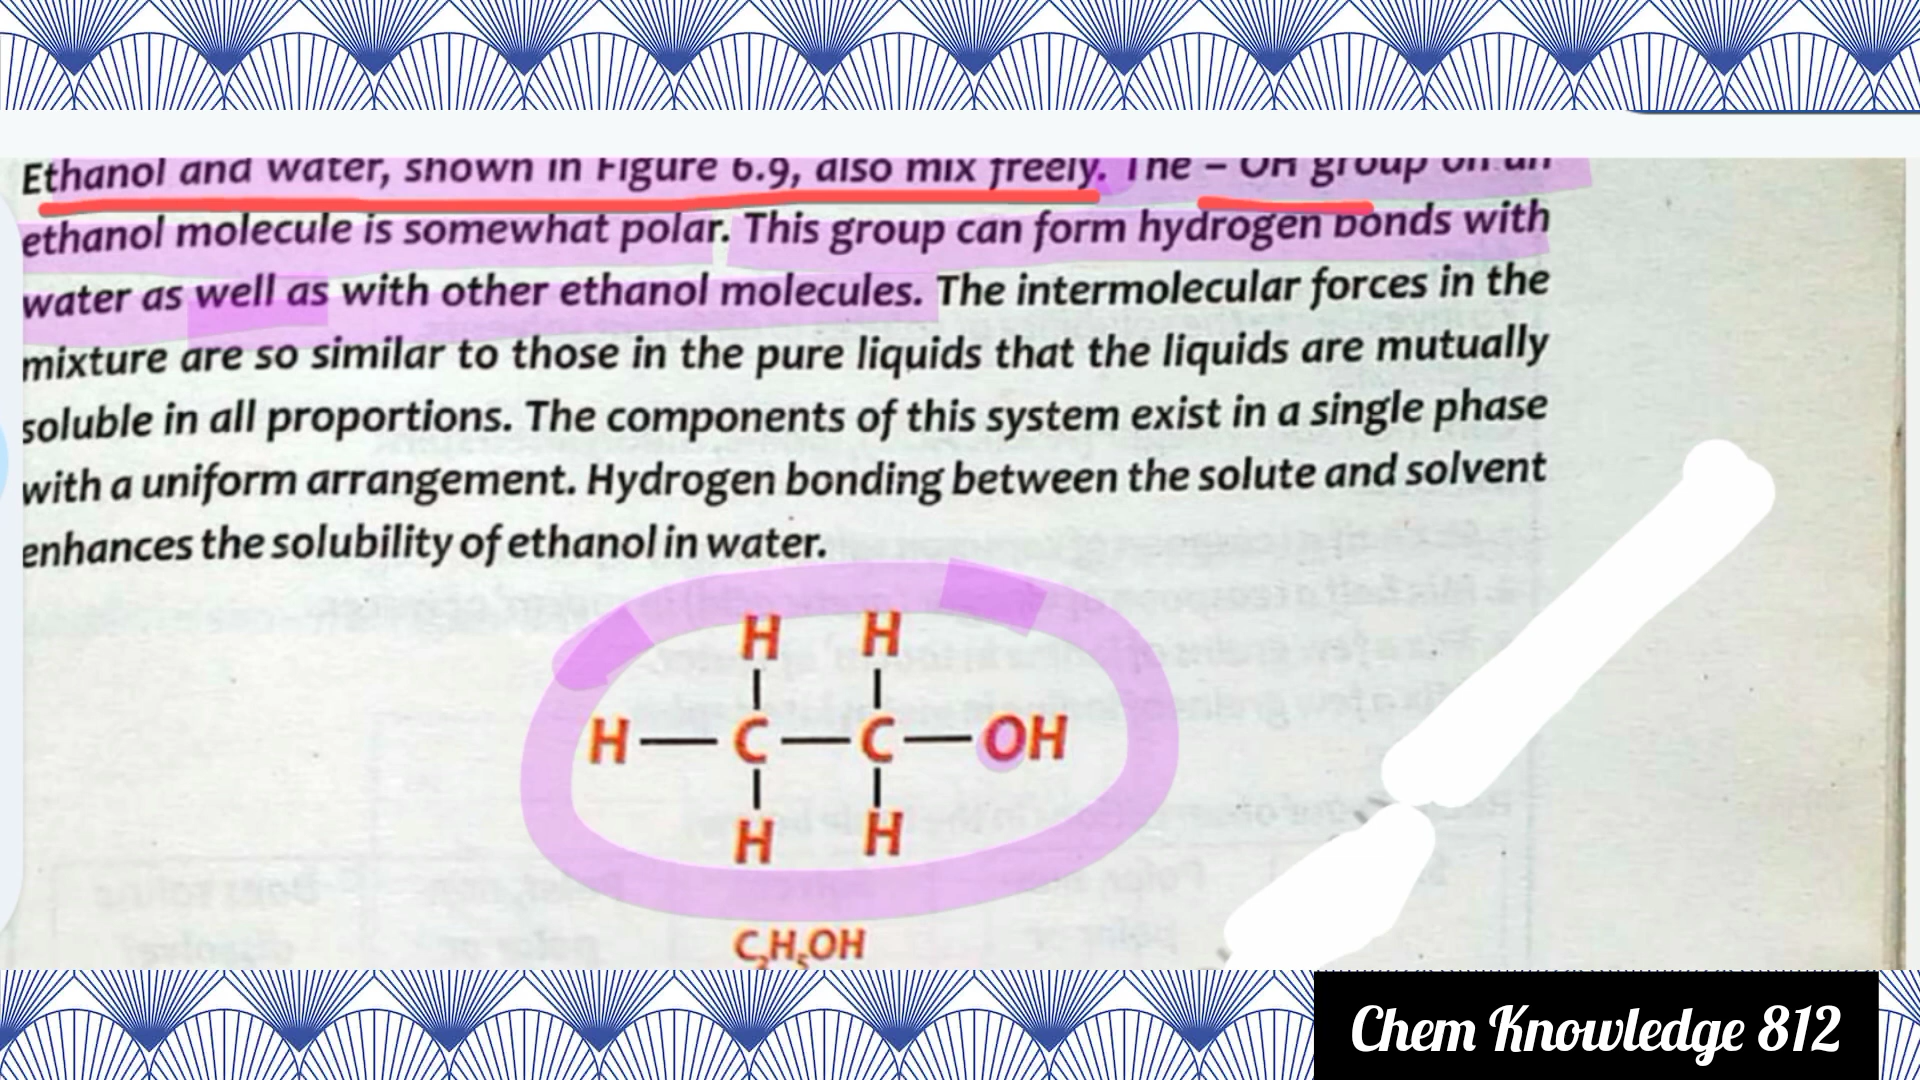 Ethanol and water, shown in Figure 6.9, also mix freely. The – OH group on an
ethanol molecule is somewhat polar. This group can form hydrogen bonds with
water as well as with other ethanol molecules. The intermolecular forces in the
mixture are so similar to those in the pure liquids that the liquids are mutually
soluble in all proportions. The components of this system exist in a single phase
with a uniform arrangement. Hydrogen bonding between the solute and solvent
enhances the solubility of ethanol in water.
H H
H — C — C — OH
H H
C₂H₅OH
Chem Knowledge 812